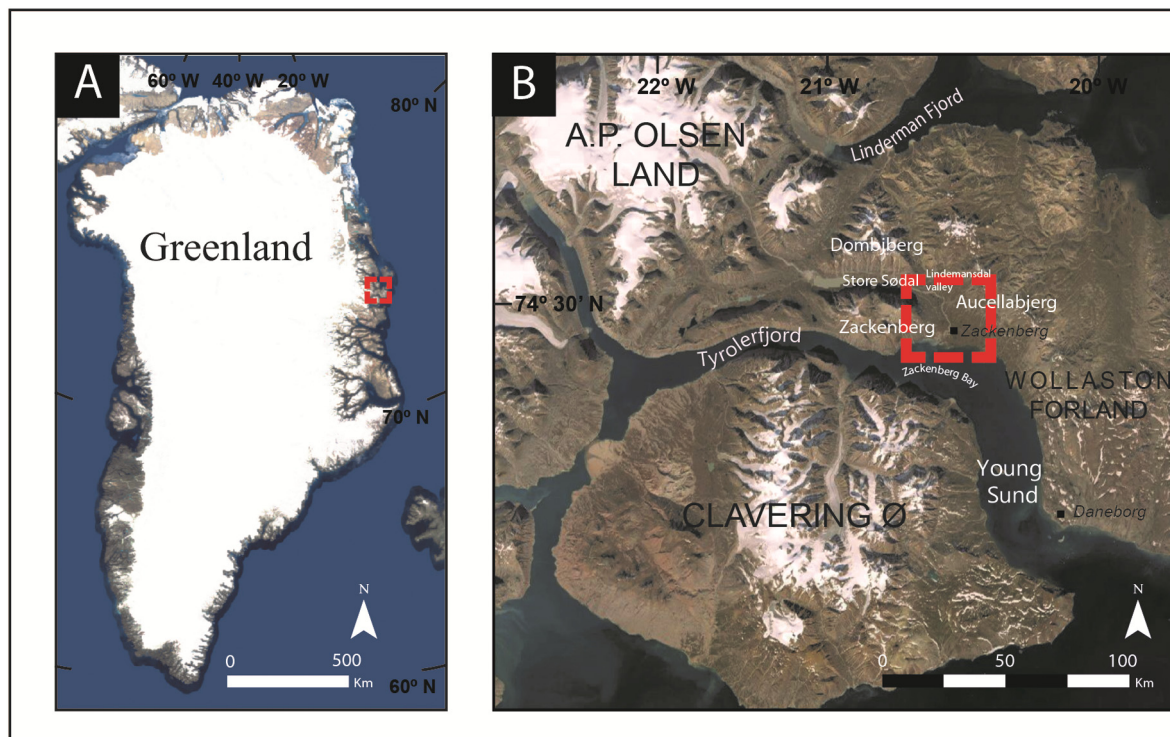 A
60º W 40º W 20º W
80º N
Greenland
70º N
N
0 500
Km
60º N
B
22º W 21º W 20º W
Linderman Fjord
A.P. OLSEN
LAND
Dombjberg
Store Sødal
Lindemansdal
valley
74º 30' N
Aucellabjerg
Zackenberg
Zackenberg
Tyrolerfjord
Zackenberg Bay
WOLLASTON
FORLAND
Young
Sund
CLAVERING Ø
Daneborg
N
0 50 100
Km